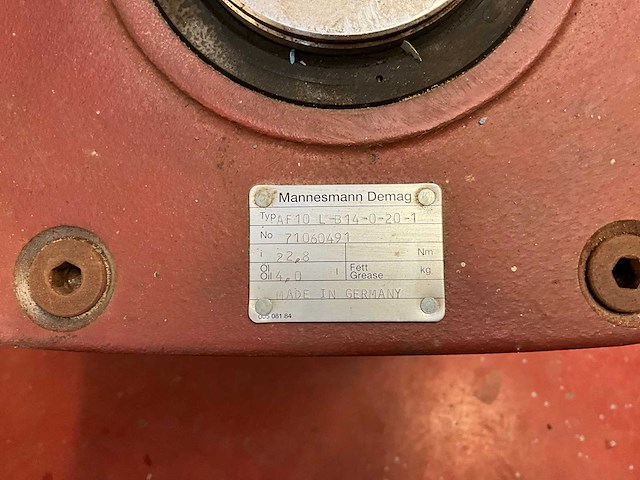 Mannesmann Demag
Typ AF10 L-B14-0-20-1
No 71060491
i 22,8 Nm
Öl Fett
Oil 4,0 l Grease kg
MADE IN GERMANY
005 081 84